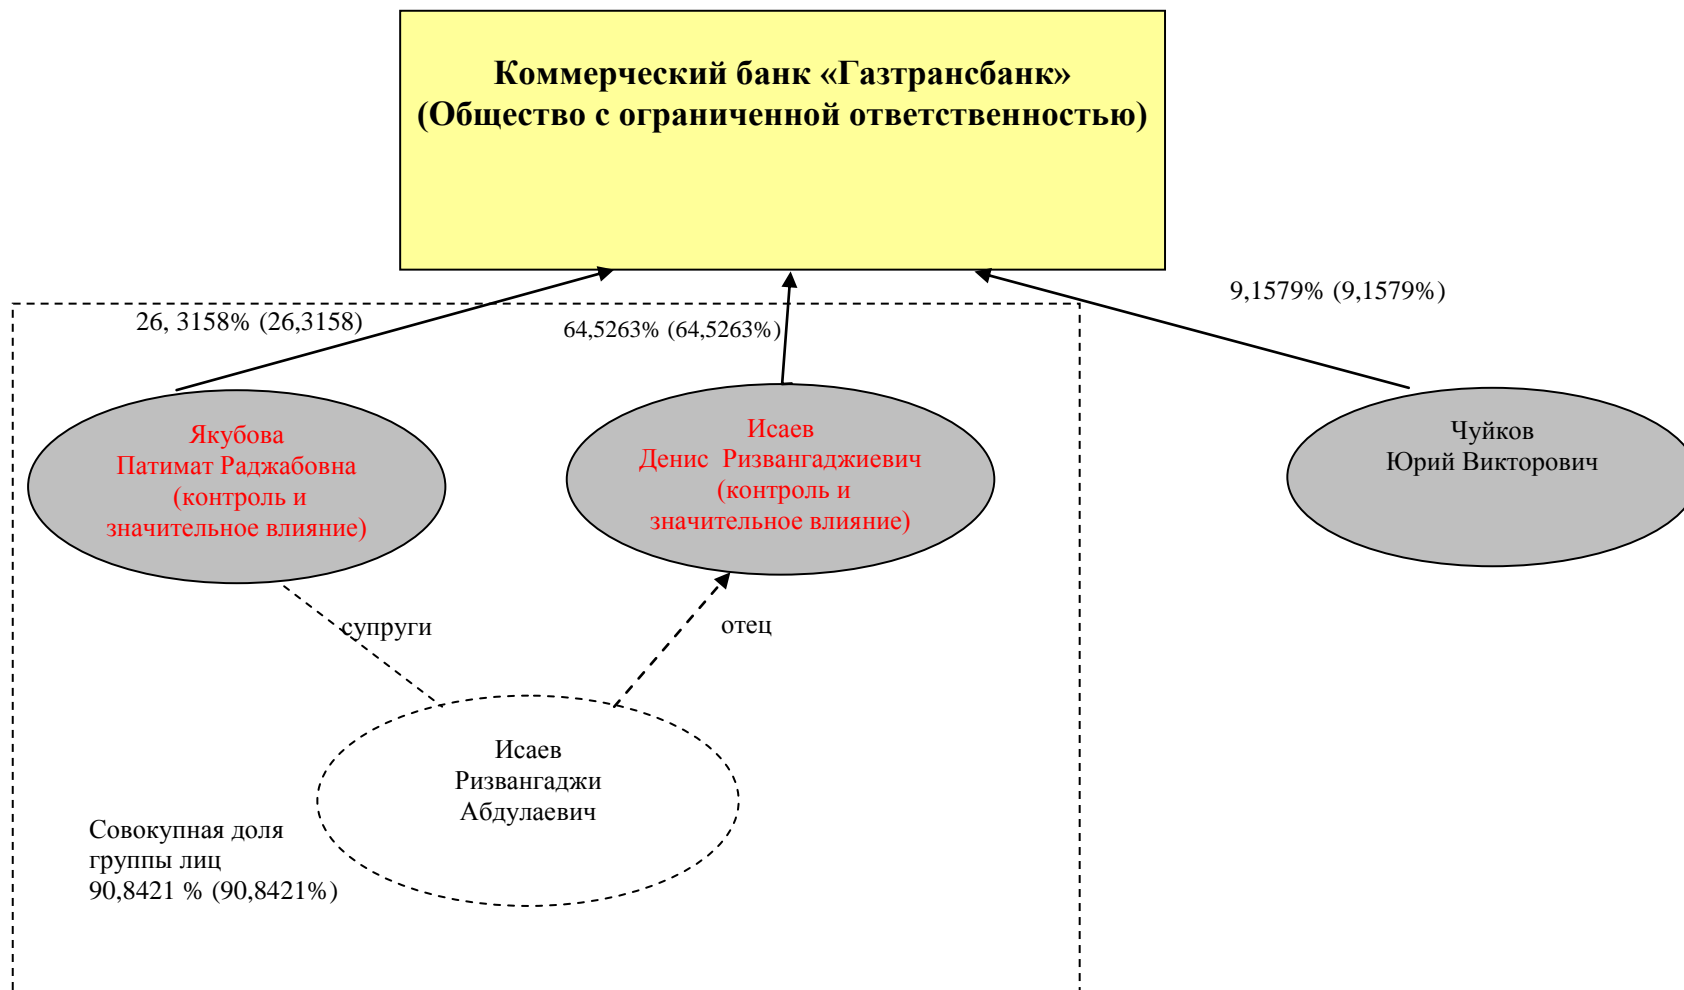 Коммерческий банк «Газтрансбанк»
(Общество с ограниченной ответственностью)
9,1579% (9,1579%)
26, 3158% (26,3158)
64,5263% (64,5263%)
Якубова
Патимат Раджабовна
(контроль и
значительное влияние)
Исаев
Денис Ризвангаджиевич
(контроль и
значительное влияние)
Чуйков
Юрий Викторович
супруги
отец
Исаев
Ризвангаджи
Абдулаевич
Совокупная доля
группы лиц
90,8421 % (90,8421%)